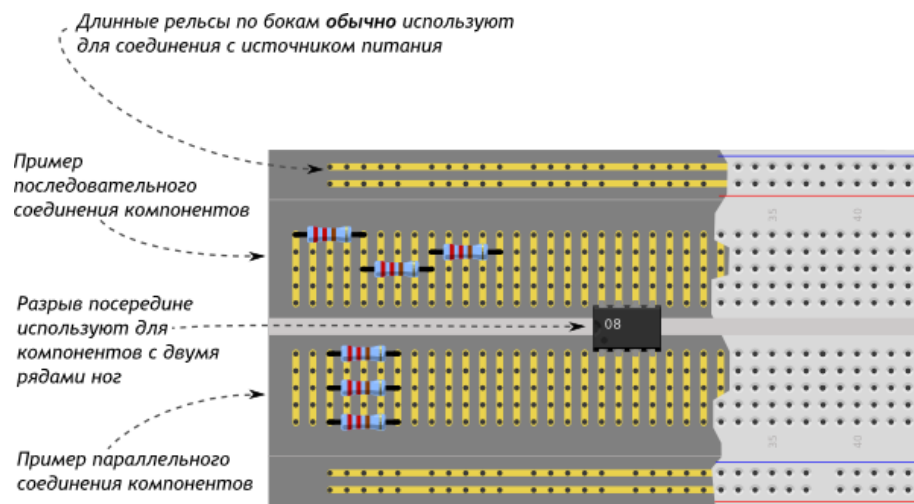 Длинные рельсы по бокам обычно используют
для соединения с источником питания
Пример
последовательного
соединения компонентов
35
40
Разрыв посередине
используют для
компонентов с двумя
рядами ног
08
35
40
Пример параллельного
соединения компонентов